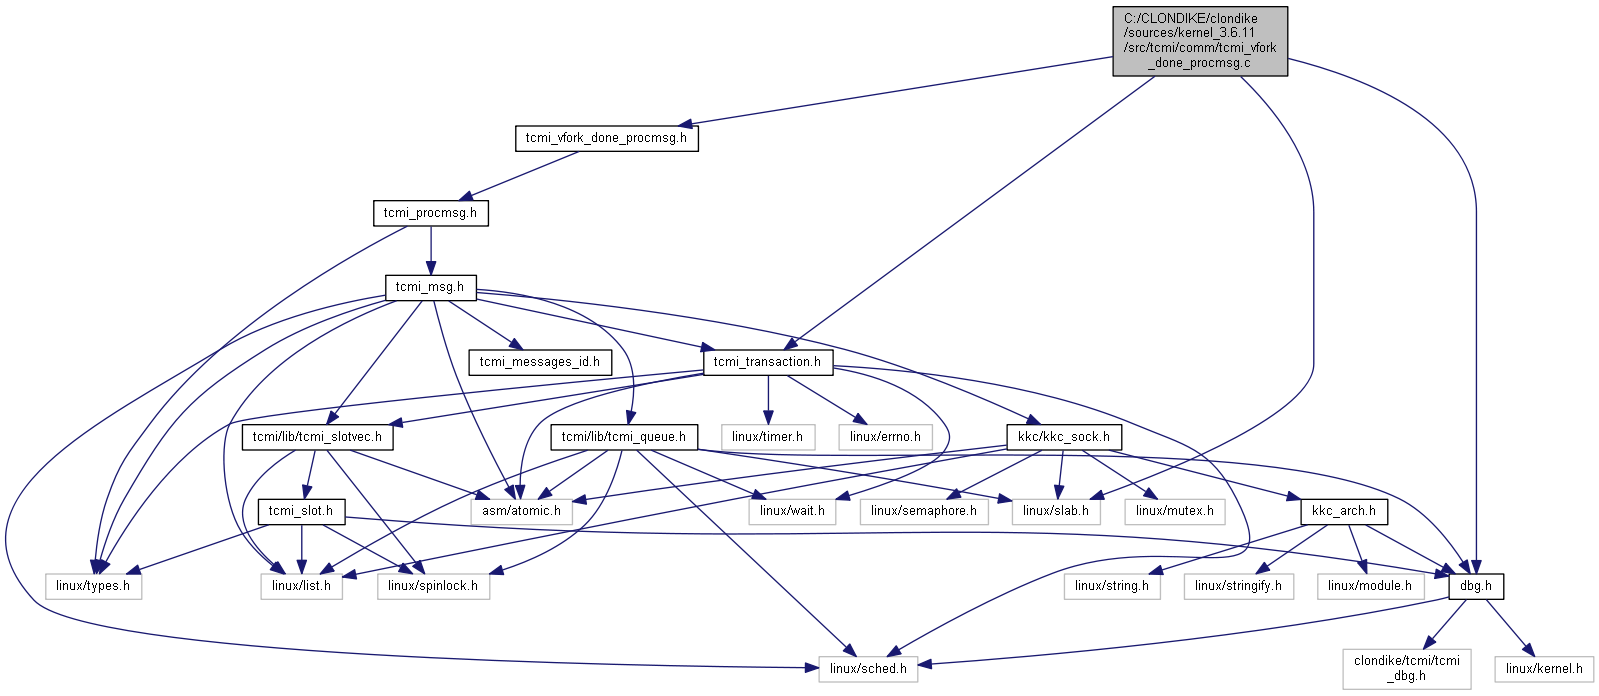 C:/CLONDIKE/clondike
/sources/kernel_3.6.11
/src/tcmi/comm/tcmi_vfork
_done_procmsg.c
tcmi_vfork_done_procmsg.h
tcmi_procmsg.h
tcmi_msg.h
tcmi_messages_id.h
tcmi_transaction.h
tcmi/lib/tcmi_slotvec.h
tcmi/lib/tcmi_queue.h
linux/timer.h
linux/errno.h
kkc/kkc_sock.h
tcmi_slot.h
asm/atomic.h
linux/wait.h
linux/semaphore.h
linux/slab.h
linux/mutex.h
kkc_arch.h
linux/types.h
linux/list.h
linux/spinlock.h
linux/string.h
linux/stringify.h
linux/module.h
dbg.h
linux/sched.h
clondike/tcmi/tcmi
_dbg.h
linux/kernel.h